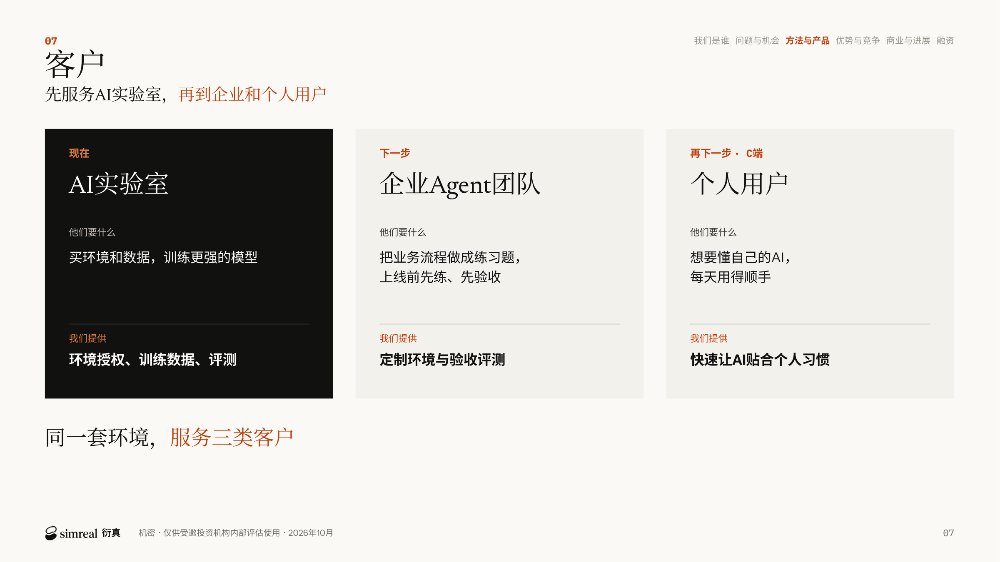 07
我们是谁 问题与机会 方法与产品 优势与竞争 商业与进展 融资
客户
先服务AI实验室，再到企业和个人用户
现在
AI实验室
他们要什么
买环境和数据，训练更强的模型
我们提供
环境授权、训练数据、评测
下一步
企业Agent团队
他们要什么
把业务流程做成练习题，
上线前先练、先验收
我们提供
定制环境与验收评测
再下一步 · C端
个人用户
他们要什么
想要懂自己的AI，
每天用得顺手
我们提供
快速让AI贴合个人习惯
同一套环境，服务三类客户
simreal 衍真
机密 · 仅供受邀投资机构内部评估使用 · 2026年10月
07